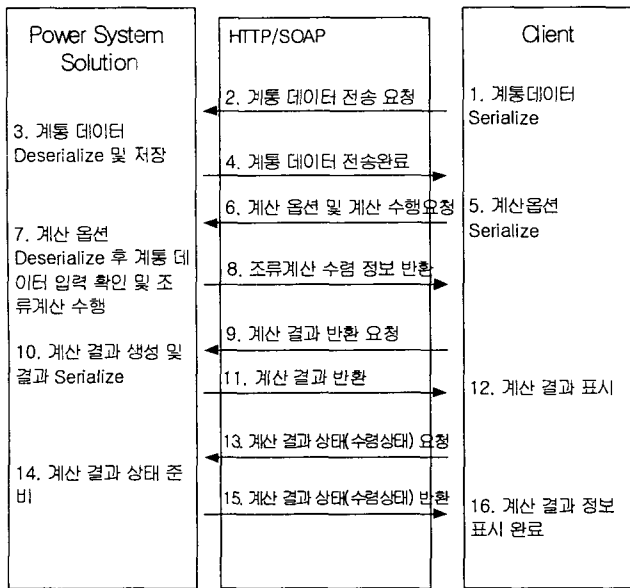 Power System
Solution
HTTP/SOAP
Client
1. 계통데이터
Serialize
2. 계통 데이터 전송 요청
3. 계통 데이터
Deserialize 및 저장
4. 계통 데이터 전송완료
5. 계산옵션
Serialize
6. 계산 옵션 및 계산 수행요청
7. 계산 옵션
Deserialize 후 계통 데
이터 입력 확인 및 조
류계산 수행
8. 조류계산 수렴 정보 반환
9. 계산 결과 반환 요청
10. 계산 결과 생성 및
결과 Serialize
11. 계산 결과 반환
12. 계산 결과 표시
13. 계산 결과 상태(수령상태) 요청
14. 계산 결과 상태 준
비
15. 계산 결과 상태(수령상태) 반환
16. 계산 결과 정보
표시 완료